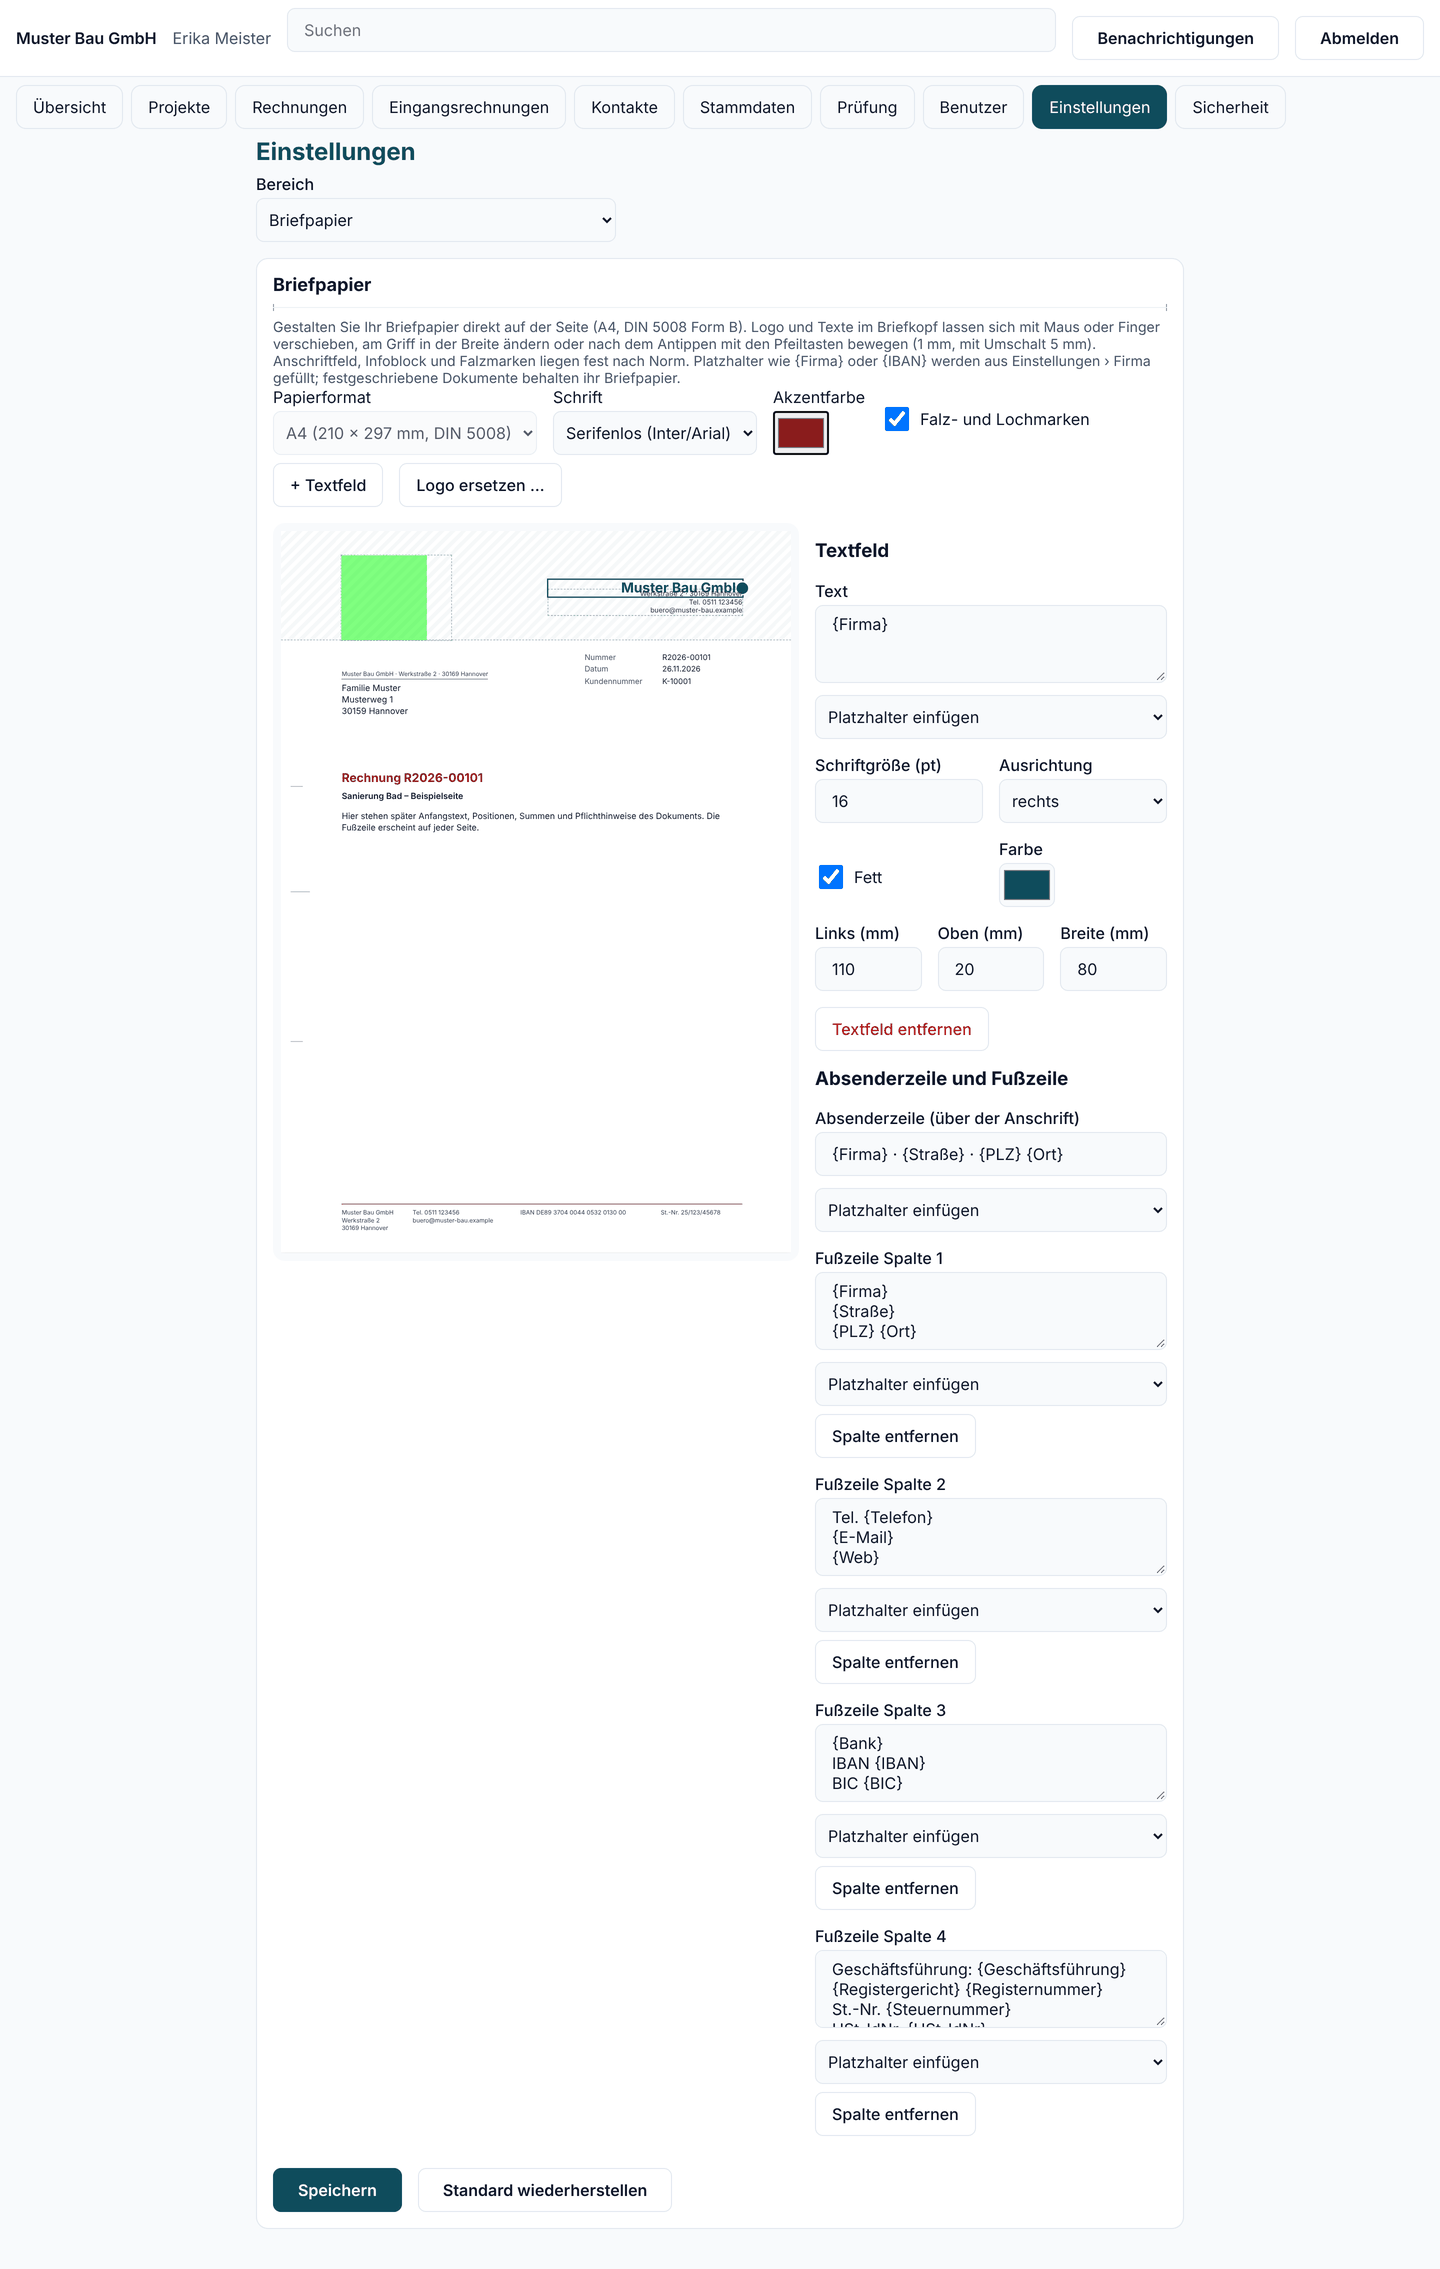 Muster Bau GmbH
Erika Meister
Suchen
Benachrichtigungen
Abmelden
Übersicht
Projekte
Rechnungen
Eingangsrechnungen
Kontakte
Stammdaten
Prüfung
Benutzer
Einstellungen
Sicherheit
Einstellungen
Bereich
Briefpapier
Briefpapier
Gestalten Sie Ihr Briefpapier direkt auf der Seite (A4, DIN 5008 Form B). Logo und Texte im Briefkopf lassen sich mit Maus oder Finger
verschieben, am Griff in der Breite ändern oder nach dem Antippen mit den Pfeiltasten bewegen (1 mm, mit Umschalt 5 mm).
Anschriftfeld, Infoblock und Falzmarken liegen fest nach Norm. Platzhalter wie {Firma} oder {IBAN} werden aus Einstellungen › Firma
gefüllt; festgeschriebene Dokumente behalten ihr Briefpapier.
Papierformat
A4 (210 × 297 mm, DIN 5008)
Schrift
Serifenlos (Inter/Arial)
Akzentfarbe
Falz- und Lochmarken
+ Textfeld
Logo ersetzen ...
Muster Bau Gmb
Werkstraße 2 · 30169 Hannover
Tel. 0511 123456
buero@muster-bau.example
Nummer R2026-00101
Datum 26.11.2026
Kundennummer K-10001
Muster Bau GmbH · Werkstraße 2 · 30169 Hannover
Familie Muster
Musterweg 1
30159 Hannover
Rechnung R2026-00101
Sanierung Bad – Beispielseite
Hier stehen später Anfangstext, Positionen, Summen und Pflichthinweise des Dokuments. Die
Fußzeile erscheint auf jeder Seite.
Muster Bau GmbH
Werkstraße 2
30169 Hannover
Tel. 0511 123456
buero@muster-bau.example
IBAN DE89 3704 0044 0532 0130 00
St.-Nr. 25/123/45678
Textfeld
Text
{Firma}
Platzhalter einfügen
Schriftgröße (pt)
16
Ausrichtung
rechts
Fett
Farbe
Links (mm)
110
Oben (mm)
20
Breite (mm)
80
Textfeld entfernen
Absenderzeile und Fußzeile
Absenderzeile (über der Anschrift)
{Firma} · {Straße} · {PLZ} {Ort}
Platzhalter einfügen
Fußzeile Spalte 1
{Firma}
{Straße}
{PLZ} {Ort}
Platzhalter einfügen
Spalte entfernen
Fußzeile Spalte 2
Tel. {Telefon}
{E-Mail}
{Web}
Platzhalter einfügen
Spalte entfernen
Fußzeile Spalte 3
{Bank}
IBAN {IBAN}
BIC {BIC}
Platzhalter einfügen
Spalte entfernen
Fußzeile Spalte 4
Geschäftsführung: {Geschäftsführung}
{Registergericht} {Registernummer}
St.-Nr. {Steuernummer}
Platzhalter einfügen
Spalte entfernen
Speichern
Standard wiederherstellen